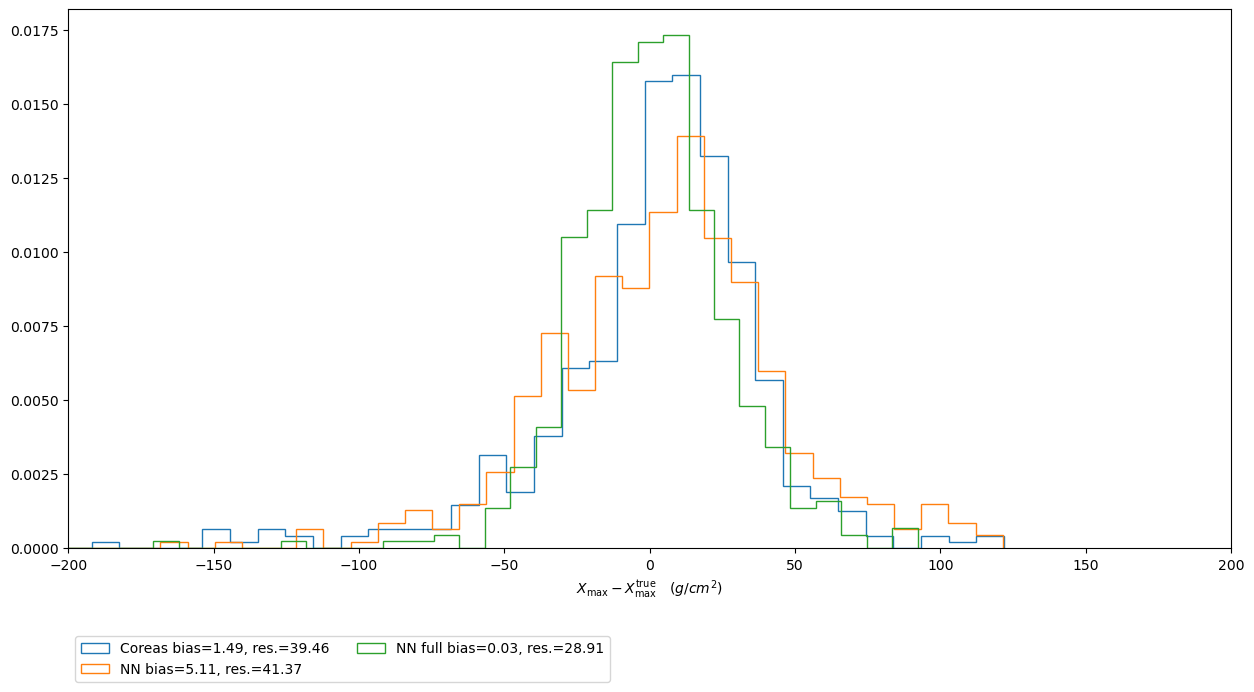 0.0175
0.0150
0.0125
0.0100
0.0075
0.0050
0.0025
0.0000
−200 −150 −100 −50 0 50 100 150 200
X_max − X_max^true (g/cm²)
Coreas bias=1.49, res.=39.46 NN full bias=0.03, res.=28.91
NN bias=5.11, res.=41.37